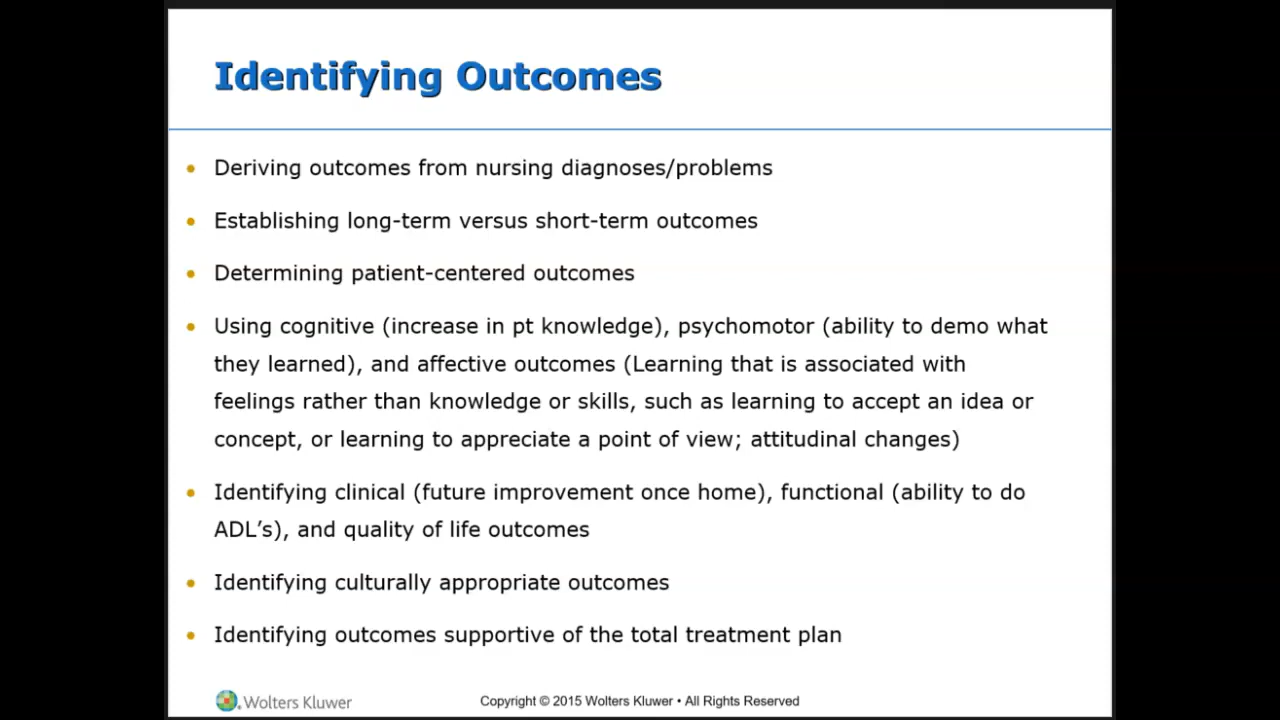 Identifying Outcomes
• Deriving outcomes from nursing diagnoses/problems
• Establishing long-term versus short-term outcomes
• Determining patient-centered outcomes
• Using cognitive (increase in pt knowledge), psychomotor (ability to demo what
they learned), and affective outcomes (Learning that is associated with
feelings rather than knowledge or skills, such as learning to accept an idea or
concept, or learning to appreciate a point of view; attitudinal changes)
• Identifying clinical (future improvement once home), functional (ability to do
ADL’s), and quality of life outcomes
• Identifying culturally appropriate outcomes
• Identifying outcomes supportive of the total treatment plan
Wolters Kluwer
Copyright © 2015 Wolters Kluwer • All Rights Reserved